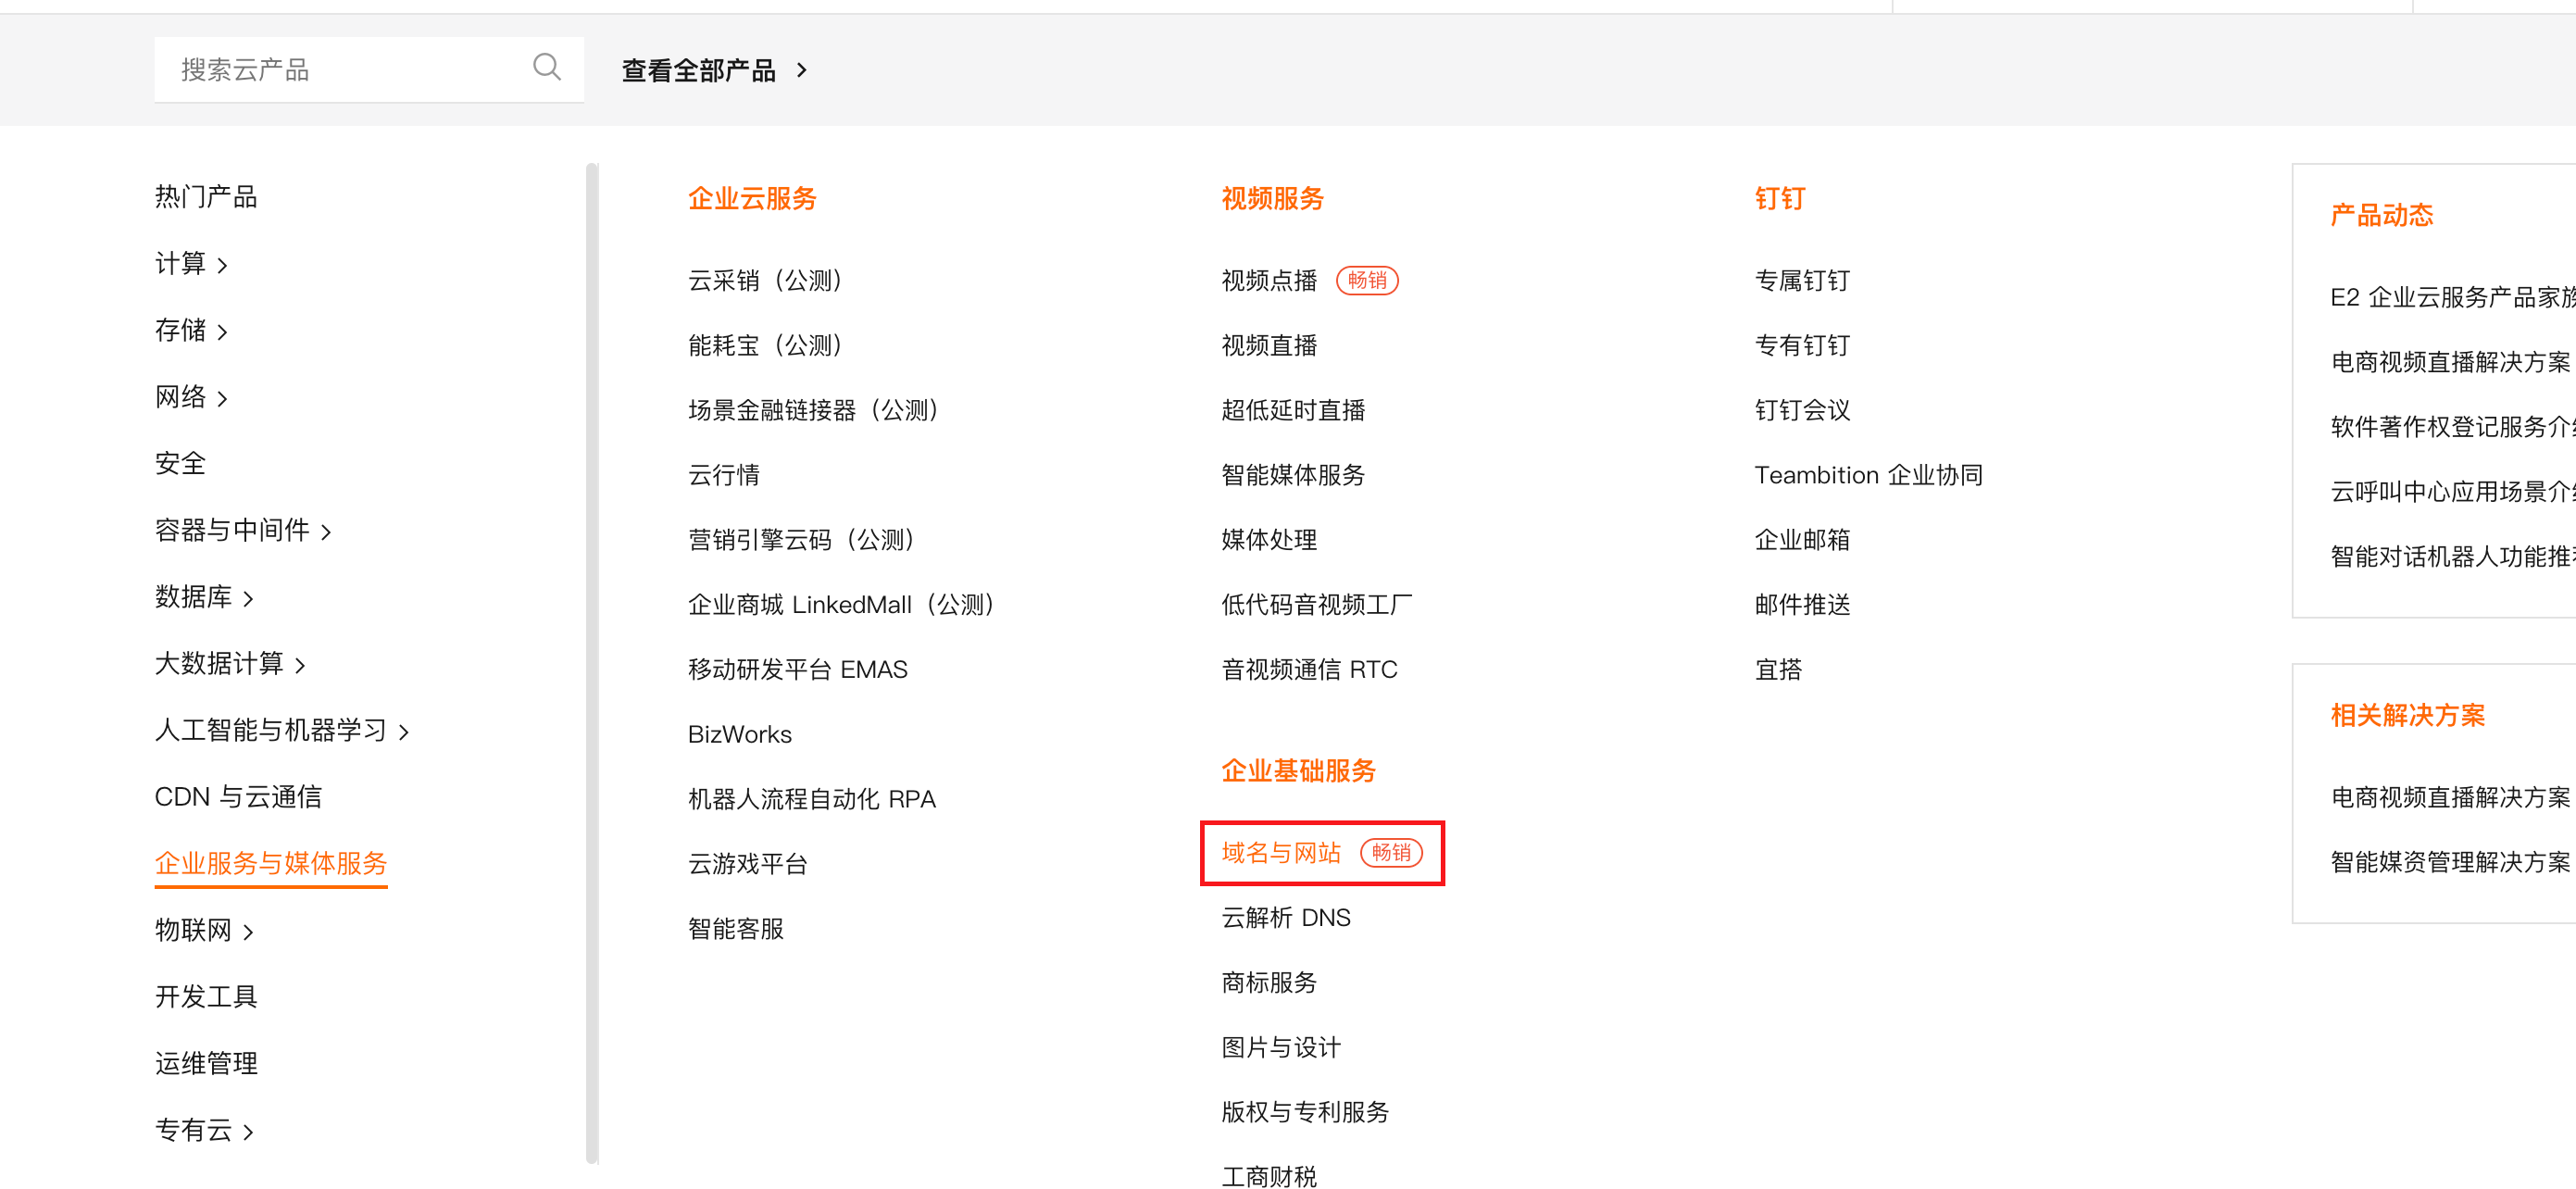 搜索云产品
查看全部产品 >
热门产品
计算 >
存储 >
网络 >
安全
容器与中间件 >
数据库 >
大数据计算 >
人工智能与机器学习 >
CDN 与云通信
企业服务与媒体服务
物联网 >
开发工具
运维管理
专有云 >
企业云服务
云采销（公测）
能耗宝（公测）
场景金融链接器（公测）
云行情
营销引擎云码（公测）
企业商城 LinkedMall（公测）
移动研发平台 EMAS
BizWorks
机器人流程自动化 RPA
云游戏平台
智能客服
视频服务
视频点播 畅销
视频直播
超低延时直播
智能媒体服务
媒体处理
低代码音视频工厂
音视频通信 RTC
企业基础服务
域名与网站 畅销
云解析 DNS
商标服务
图片与设计
版权与专利服务
工商财税
钉钉
专属钉钉
专有钉钉
钉钉会议
Teambition 企业协同
企业邮箱
邮件推送
宜搭
产品动态
E2 企业云服务产品家
电商视频直播解决方案
软件著作权登记服务介
云呼叫中心应用场景介
智能对话机器人功能推
相关解决方案
电商视频直播解决方案
智能媒资管理解决方案